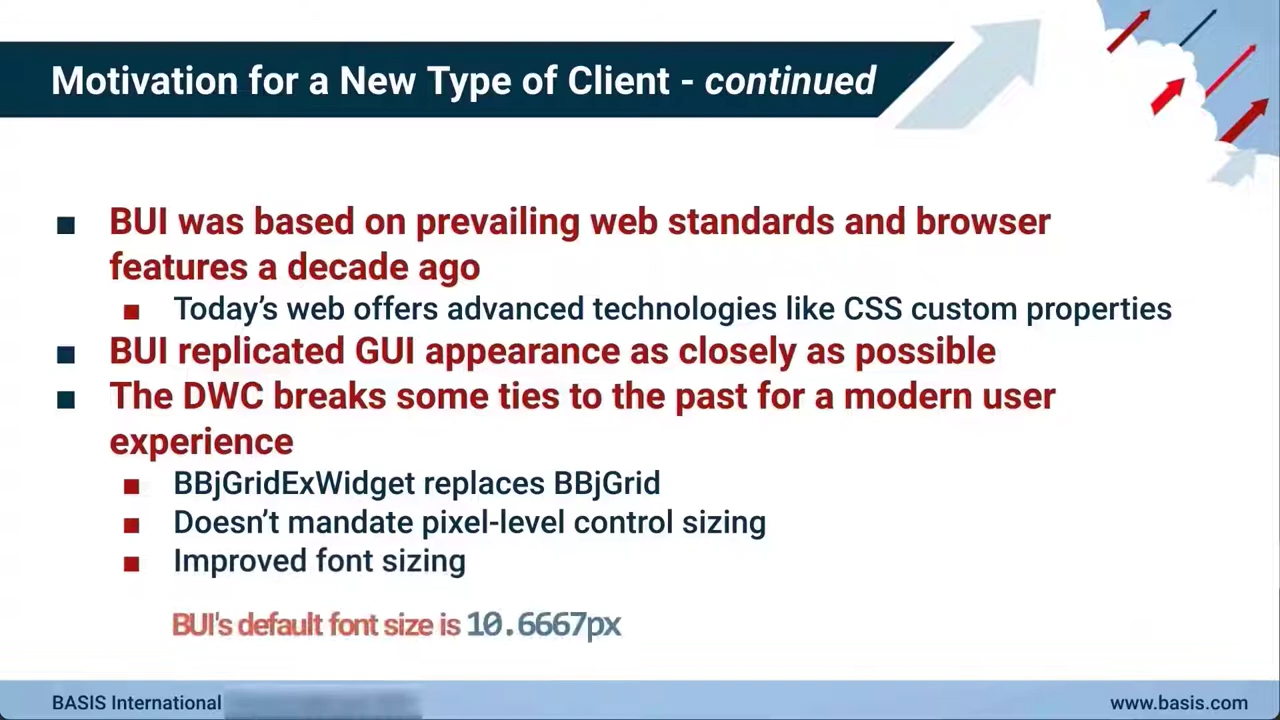 Motivation for a New Type of Client - continued
BUI was based on prevailing web standards and browser
features a decade ago
Today's web offers advanced technologies like CSS custom properties
BUI replicated GUI appearance as closely as possible
The DWC breaks some ties to the past for a modern user
experience
BBjGridExWidget replaces BBjGrid
Doesn't mandate pixel-level control sizing
Improved font sizing
BUI's default font size is 10.6667px
BASIS International
www.basis.com